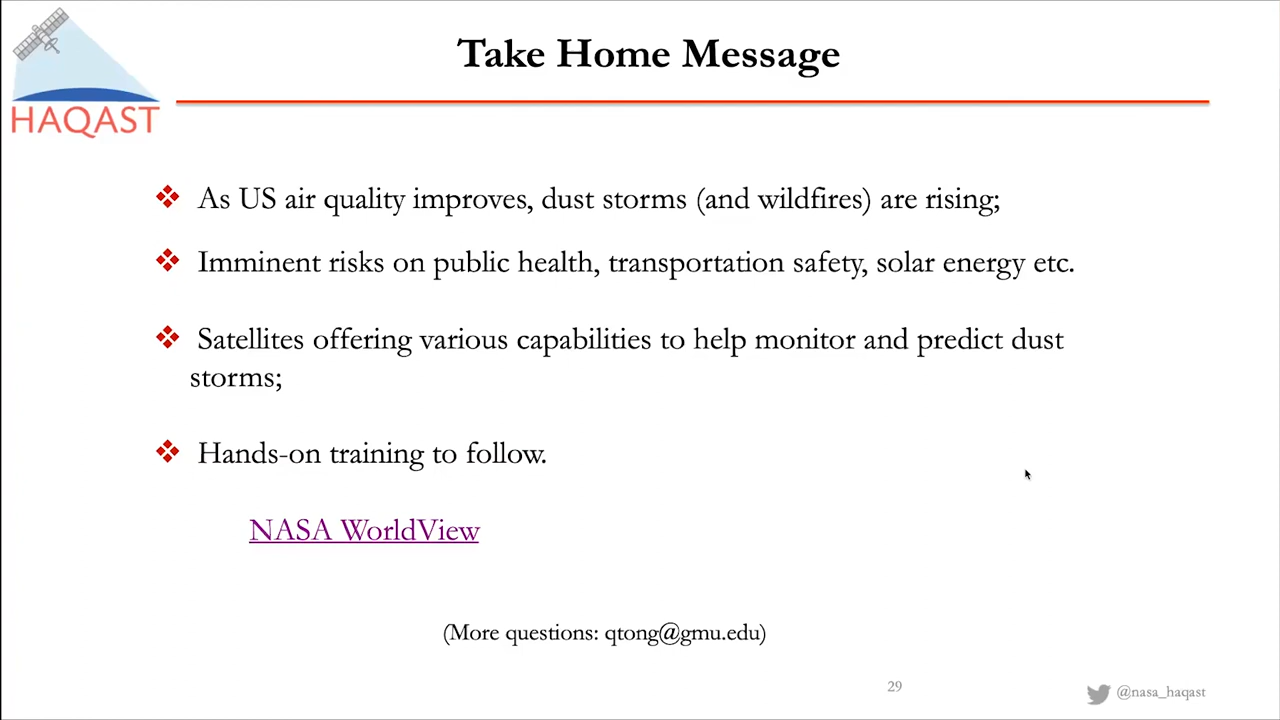 HAQAST
Take Home Message
As US air quality improves, dust storms (and wildfires) are rising;
Imminent risks on public health, transportation safety, solar energy etc.
Satellites offering various capabilities to help monitor and predict dust
storms;
Hands-on training to follow.
NASA WorldView
(More questions: qtong@gmu.edu)
29
@nasa_haqast